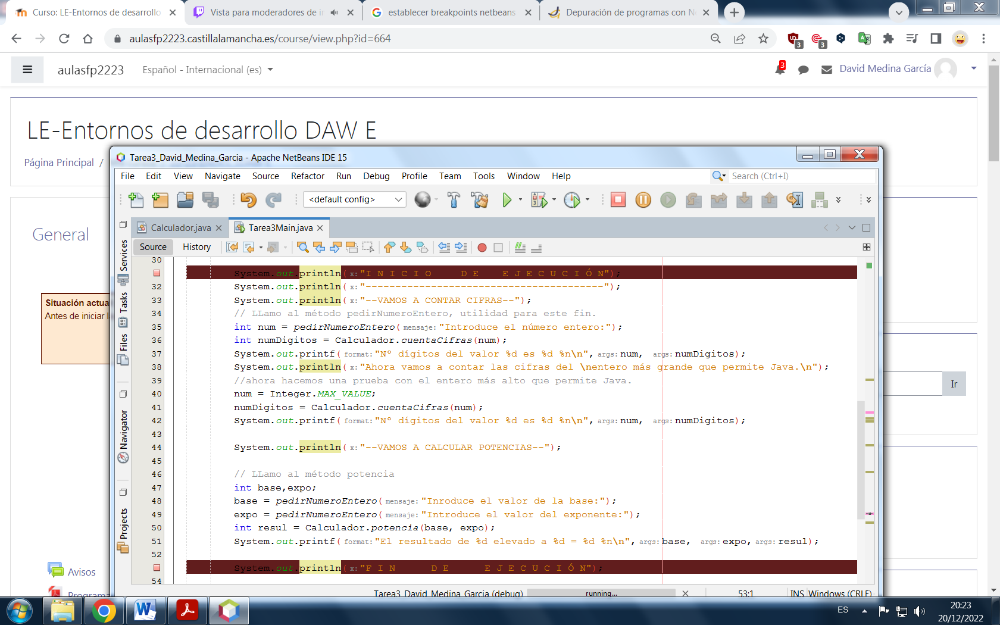 Curso: LE-Entornos de desarrollo
Vista para moderadores de in
establecer breakpoints netbeans
Depuración de programas con Ne
aulasfp2223.castillalamancha.es/course/view.php?id=664
3
3
aulasfp2223
Español - Internacional (es)
3
David Medina García
LE-Entornos de desarrollo DAW E
Página Principal /
General
Situación actua
Antes de iniciar l
Ir
Avisos
Programa
Tarea3_David_Medina_Garcia - Apache NetBeans IDE 15
File Edit View Navigate Source Refactor Run Debug Profile Team Tools Window Help
Search (Ctrl+I)
<default config>
Calculador.java
Tarea3Main.java
Source History
Services
Tasks
Files
Navigator
Projects
30
System.out.println(x:"I N I C I O    D E    E J E C U C I Ó N");
32 System.out.println(x:"----------------------------------------");
33 System.out.println(x:"--VAMOS A CONTAR CIFRAS--");
34 // LLamo al método pedirNumeroEntero, utilidad para este fin.
35 int num = pedirNumeroEntero(mensaje:"Introduce el número entero:");
36 int numDigitos = Calculador.cuentaCifras(num);
37 System.out.printf(format:"Nº dígitos del valor %d es %d %n\n", args:num, args:numDigitos);
38 System.out.println(x:"Ahora vamos a contar las cifras del \nentero más grande que permite Java.\n");
39 //ahora hacemos una prueba con el entero más alto que permite Java.
40 num = Integer.MAX_VALUE;
41 numDigitos = Calculador.cuentaCifras(num);
42 System.out.printf(format:"Nº dígitos del valor %d es %d %n\n", args:num, args:numDigitos);
43
44 System.out.println(x:"--VAMOS A CALCULAR POTENCIAS--");
45
46 // LLamo al método potencia
47 int base,expo;
48 base = pedirNumeroEntero(mensaje:"Inroduce el valor de la base:");
49 expo = pedirNumeroEntero(mensaje:"Introduce el valor del exponente:");
50 int resul = Calculador.potencia(base, expo);
51 System.out.printf(format:"El resultado de %d elevado a %d = %d %n\n", args:base, args:expo, args:resul);
52
System.out.println(x:"F I N    D E    E J E C U C I Ó N");
54
Tarea3_David_Medina_Garcia (debug)
running...
53:1
INS
Windows (CRLF)
ES
20:23
20/12/2022